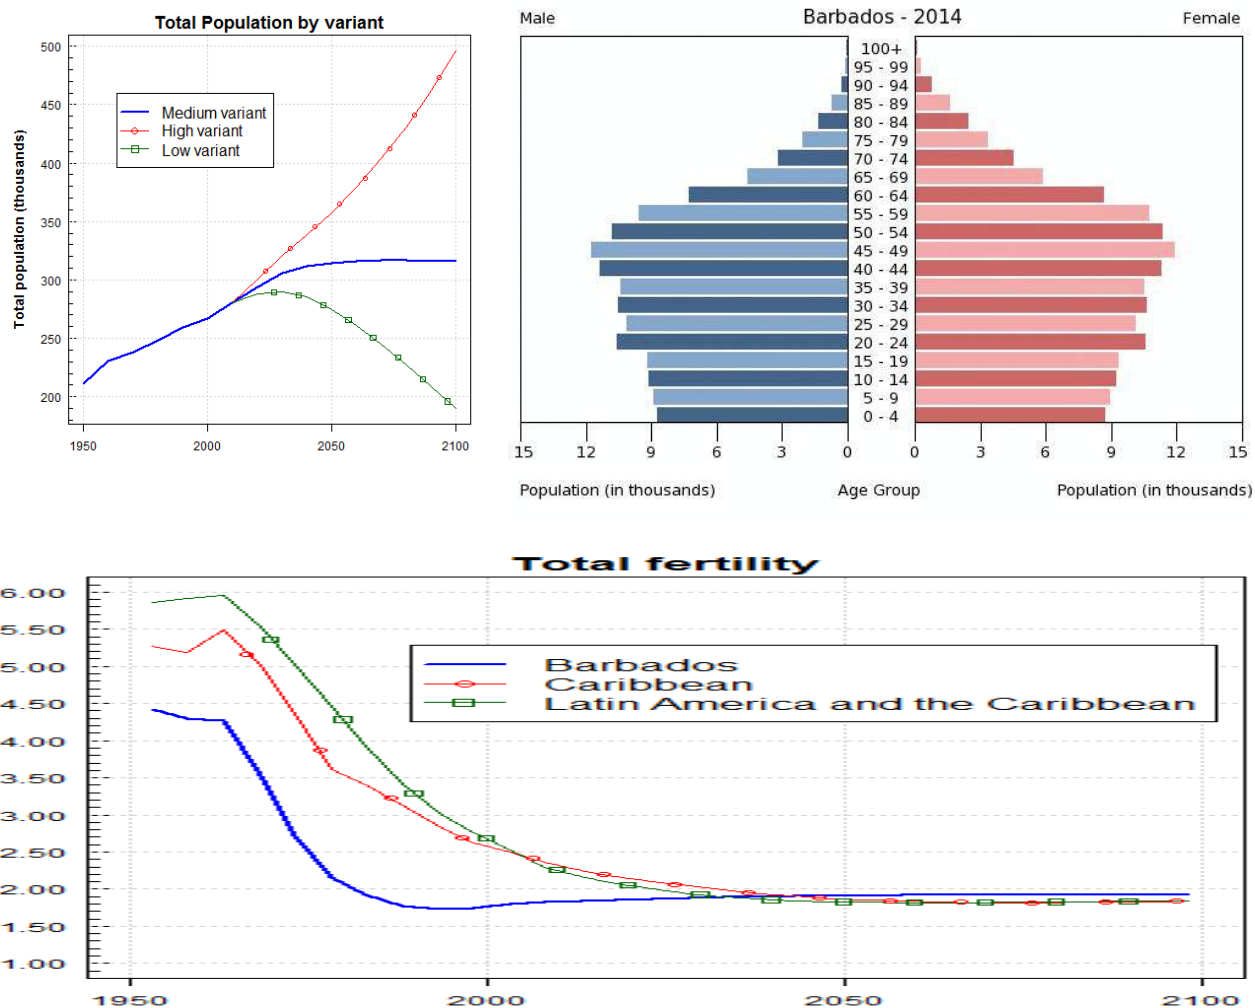 Total Population by variant
Total population (thousands)
500
450
400
350
300
250
200
1950
2000
2050
2100
Medium variant
High variant
Low variant
Male
Barbados - 2014
Female
100+
95 - 99
90 - 94
85 - 89
80 - 84
75 - 79
70 - 74
65 - 69
60 - 64
55 - 59
50 - 54
45 - 49
40 - 44
35 - 39
30 - 34
25 - 29
20 - 24
15 - 19
10 - 14
5 - 9
0 - 4
15 12 9 6 3 0 0 3 6 9 12 15
Population (in thousands) Age Group Population (in thousands)
Total fertility
6.00
5.50
5.00
4.50
4.00
3.50
3.00
2.50
2.00
1.50
1.00
Barbados
Caribbean
Latin America and the Caribbean
1950 2000 2050 2100